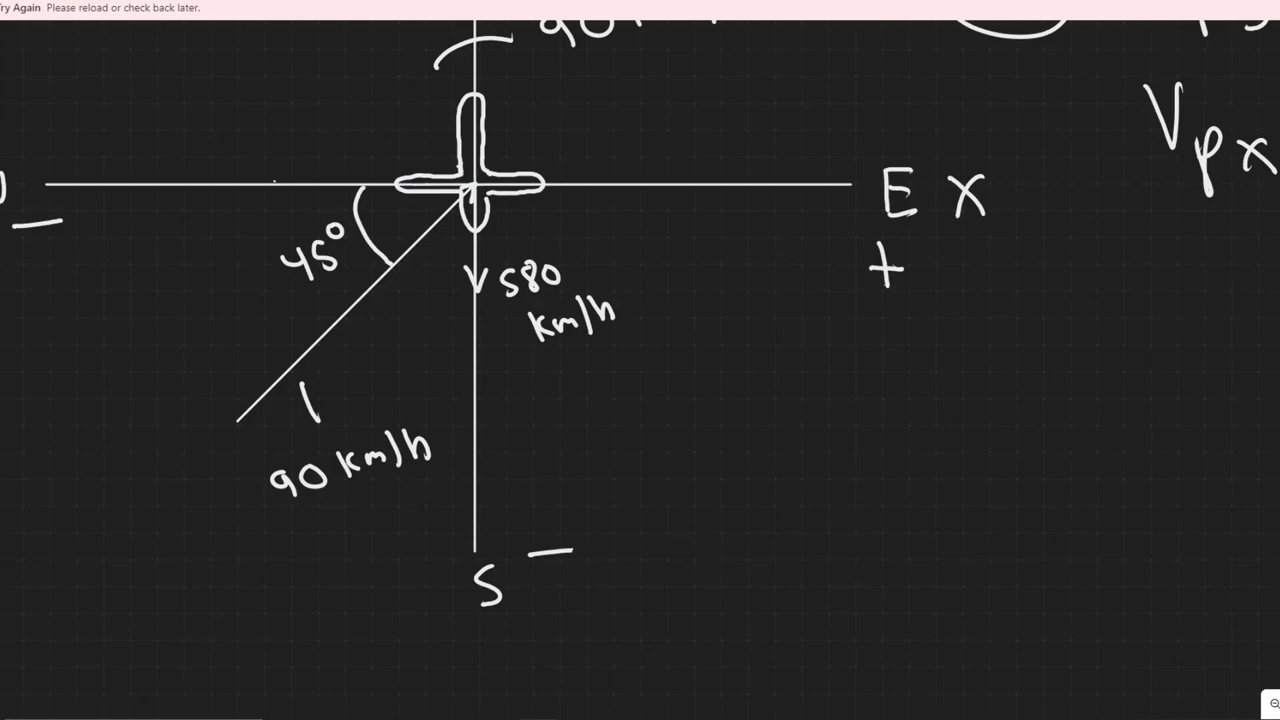 Try Again Please reload or check back later.
V
p x
E x
45°
+
580
km/h
90 km/h
S